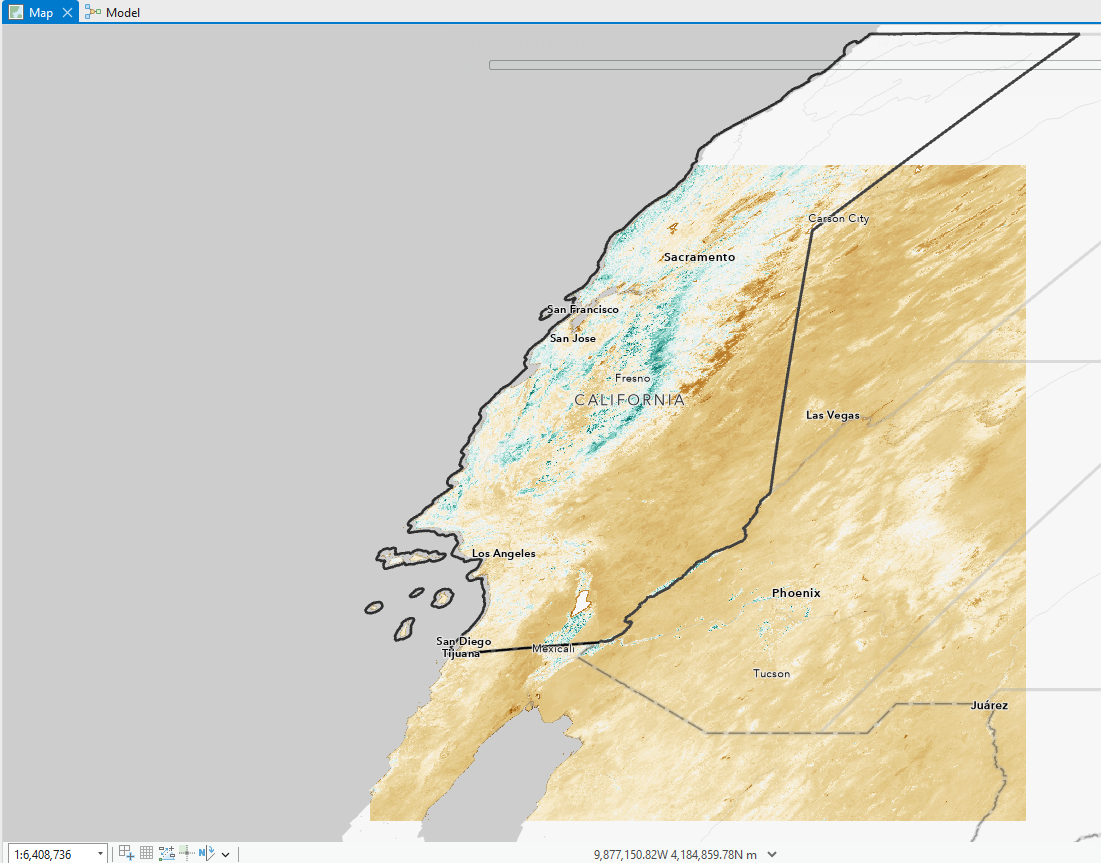 Map Model
Carson City
Sacramento
San Francisco
San Jose
Fresno
CALIFORNIA
Las Vegas
Los Angeles
Phoenix
San Diego
Tijuana
Mexicali
Tucson
Juárez
1:6,408,736
N
9,877,150.82W 4,184,859.78N m